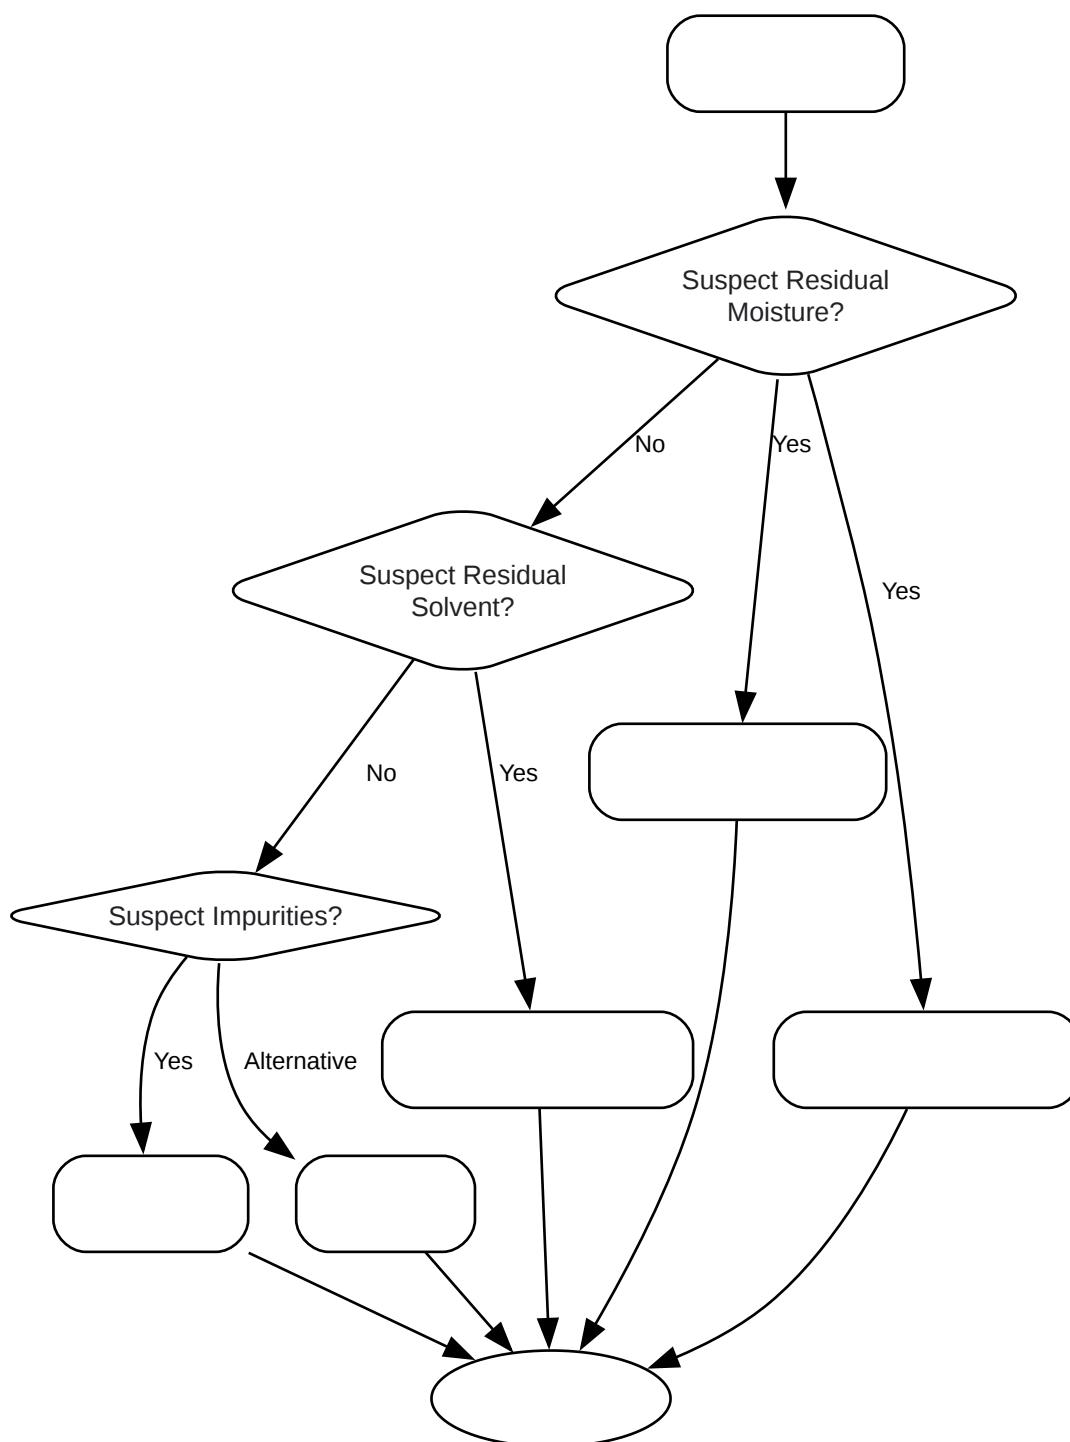 Suspect Residual
Moisture?
No
Yes
Suspect Residual
Solvent?
Yes
No
Yes
Suspect Impurities?
Yes
Alternative